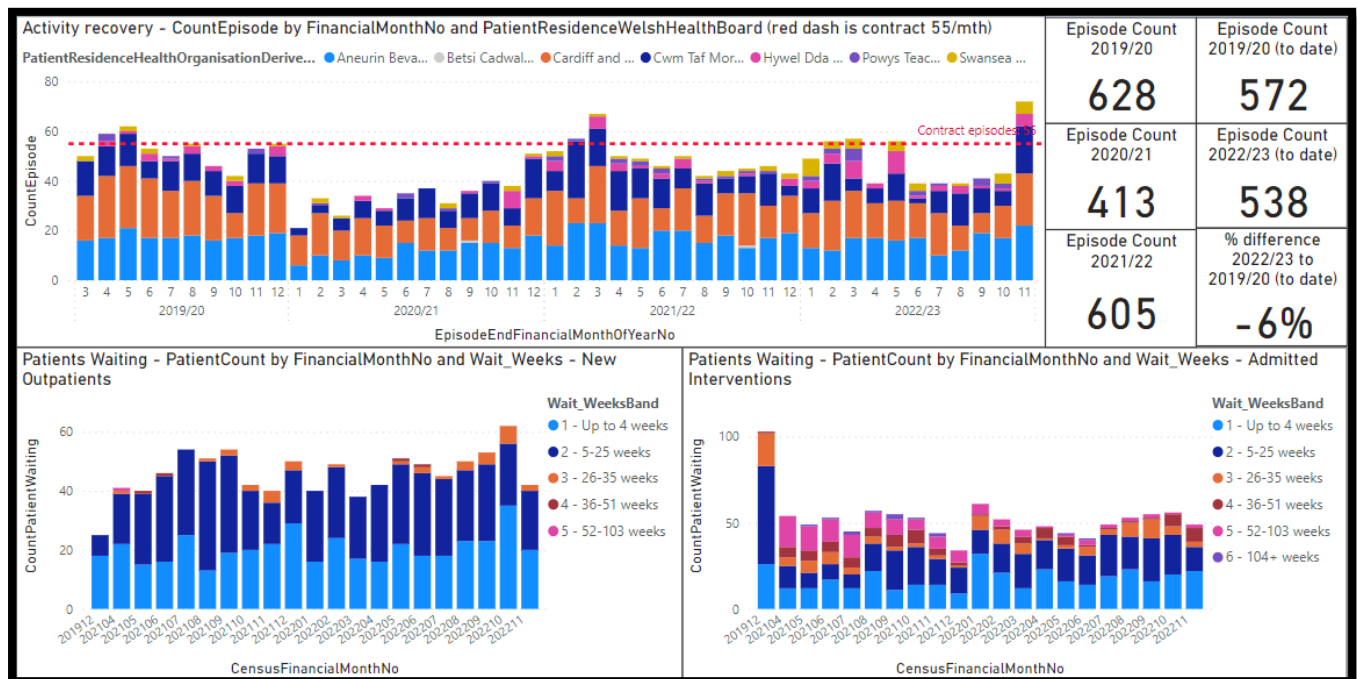 Activity recovery - CountEpisode by FinancialMonthNo and PatientResidenceWelshHealthBoard (red dash is contract 55/mth)
PatientResidenceHealthOrganisationDerive... Aneurin Beva... Betsi Cadwal... Cardiff and ... Cwm Taf Mor... Hywel Dda ... Powys Teac... Swansea ...
80
60
40
20
0
CountEpisode
Contract episodes: 55
3 4 5 6 7 8 9 10 11 12 1 2 3 4 5 6 7 8 9 10 11 12 1 2 3 4 5 6 7 8 9 10 11 12 1 2 3 4 5 6 7 8 9 10 11
2019/20 2020/21 2021/22 2022/23
EpisodeEndFinancialMonthOfYearNo
Episode Count
2019/20
628
Episode Count
2019/20 (to date)
572
Episode Count
2020/21
413
Episode Count
2022/23 (to date)
538
Episode Count
2021/22
605
% difference
2022/23 to
2019/20 (to date)
-6%
Patients Waiting - PatientCount by FinancialMonthNo and Wait_Weeks - New
Outpatients
Wait_WeeksBand
1 - Up to 4 weeks
2 - 5-25 weeks
3 - 26-35 weeks
4 - 36-51 weeks
5 - 52-103 weeks
60
40
20
0
CountPatientWaiting
201912 202104 202105 202106 202107 202108 202109 202110 202111 202112 202201 202202 202203 202204 202205 202206 202207 202208 202209 202210 202211
CensusFinancialMonthNo
Patients Waiting - PatientCount by FinancialMonthNo and Wait_Weeks - Admitted
Interventions
Wait_WeeksBand
1 - Up to 4 weeks
2 - 5-25 weeks
3 - 26-35 weeks
4 - 36-51 weeks
5 - 52-103 weeks
6 - 104+ weeks
100
50
0
CountPatientWaiting
201912 202104 202105 202106 202107 202108 202109 202110 202111 202112 202201 202202 202203 202204 202205 202206 202207 202208 202209 202210 202211
CensusFinancialMonthNo